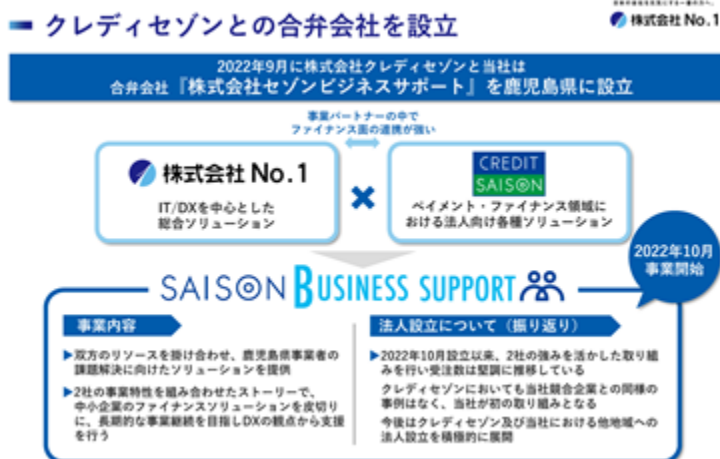 クレディセゾンとの合弁会社を設立
株式会社 No.1
2022年9月に株式会社クレディセゾンと当社は
合弁会社『株式会社セゾンビジネスサポート』を鹿児島県に設立
事業パートナーの中で
ファイナンス面の連携が強い
株式会社 No.1
IT/DXを中心とした
総合ソリューション
×
CREDIT
SAISON
ペイメント・ファイナンス領域に
おける法人向け各種ソリューション
2022年10月
事業開始
SAISON BUSINESS SUPPORT
事業内容
▶双方のリソースを掛け合わせ、鹿児島県事業者の
課題解決に向けたソリューションを提供
▶2社の事業特性を組み合わせたストーリーで、
中小企業のファイナンスソリューションを皮切り
に、長期的な事業継続を目指しDXの観点から支援
を行う
法人設立について（振り返り）
▶2022年10月設立以来、2社の強みを活かした取り組
みを行い受注数は堅調に推移している
クレディセゾンにおいても当社競合企業との同様の
事例はなく、当社が初の取り組みとなる
今後はクレディセゾン及び当社における他地域への
法人設立を積極的に展開